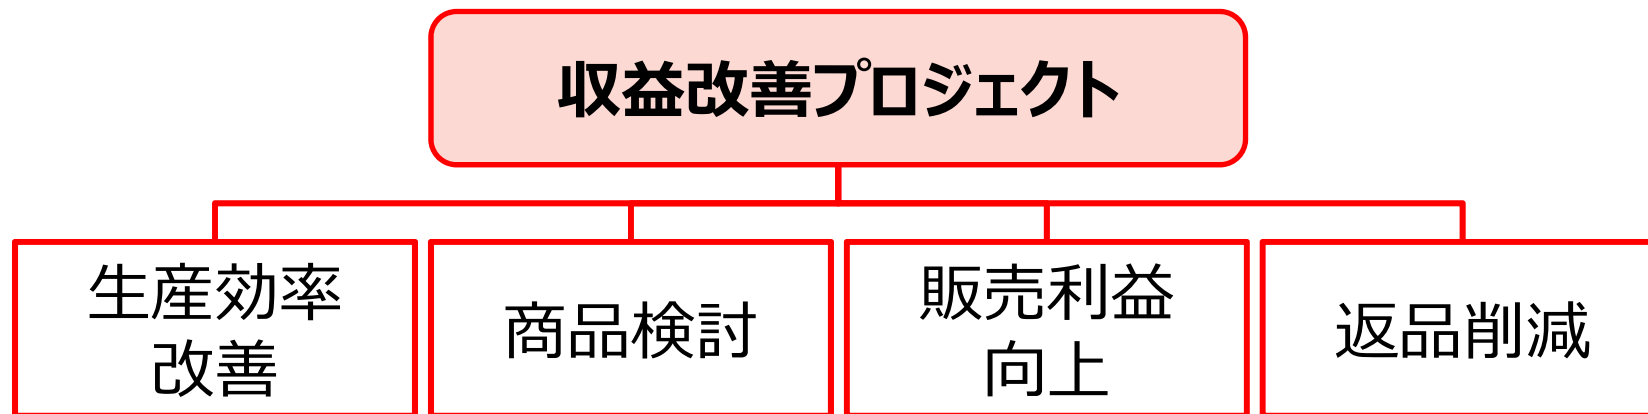 収益改善プロジェクト
生産効率
改善
商品検討
販売利益
向上
返品削減